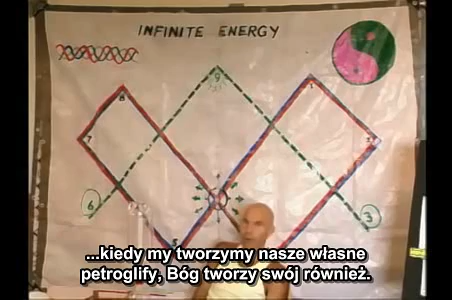 INFINITE ENERGY
9
8
1
7
2
6
3
5
...kiedy my tworzymy nasze własne
petroglify, Bóg tworzy swój również.